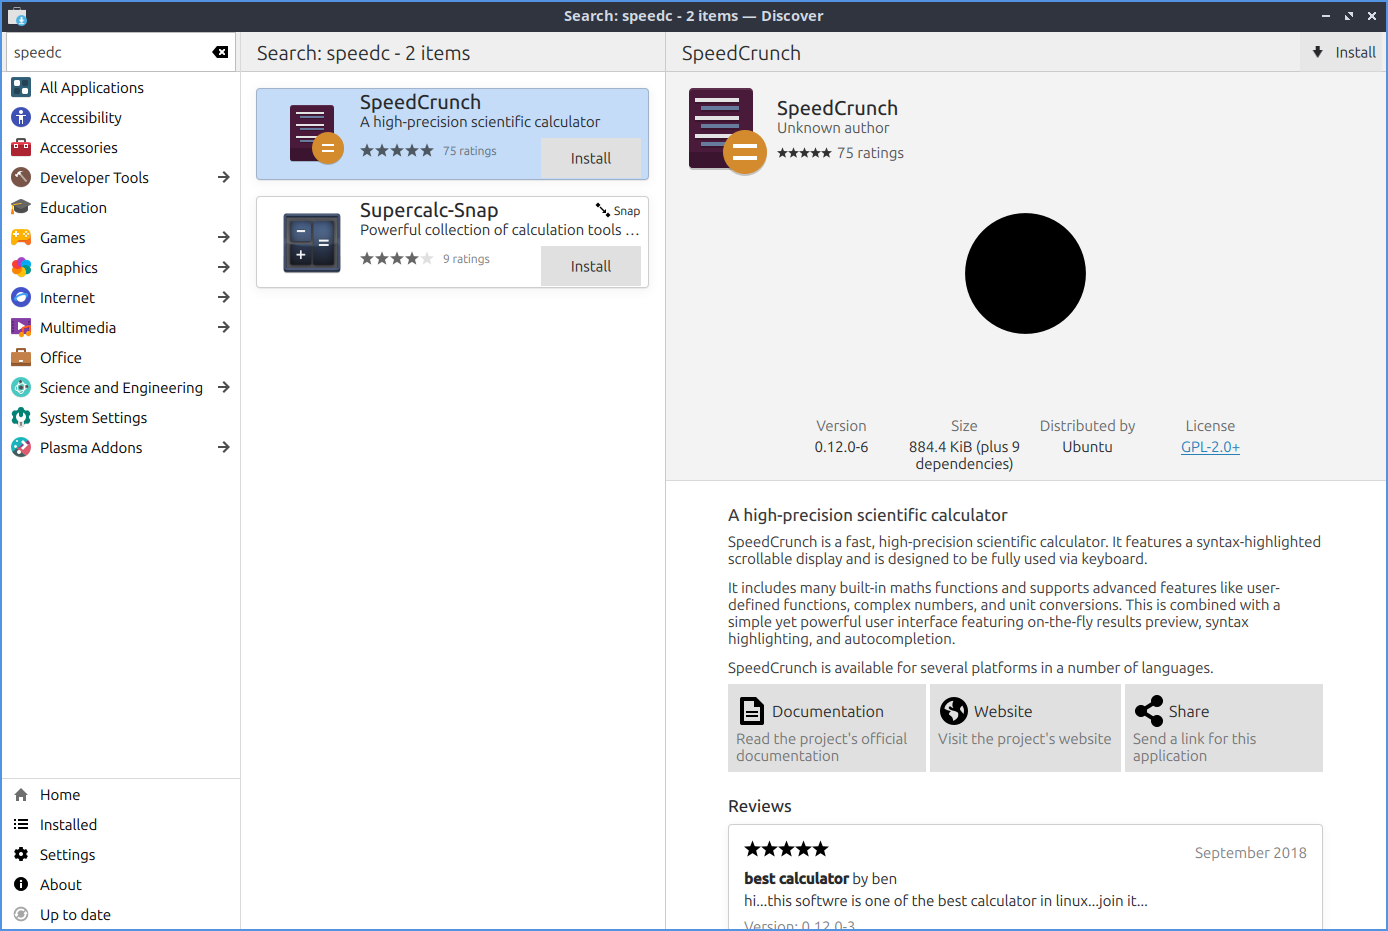 Search: speedc - 2 items — Discover
speedc
All Applications
Accessibility
Accessories
Developer Tools
Education
Games
Graphics
Internet
Multimedia
Office
Science and Engineering
System Settings
Plasma Addons
Home
Installed
Settings
About
Up to date
Search: speedc - 2 items
SpeedCrunch
A high-precision scientific calculator
75 ratings
Install
Supercalc-Snap
Snap
Powerful collection of calculation tools ...
9 ratings
Install
SpeedCrunch
Install
SpeedCrunch
Unknown author
75 ratings
Version
0.12.0-6
Size
884.4 KiB (plus 9
dependencies)
Distributed by
Ubuntu
License
GPL-2.0+
A high-precision scientific calculator
SpeedCrunch is a fast, high-precision scientific calculator. It features a syntax-highlighted
scrollable display and is designed to be fully used via keyboard.
It includes many built-in maths functions and supports advanced features like user-
defined functions, complex numbers, and unit conversions. This is combined with a
simple yet powerful user interface featuring on-the-fly results preview, syntax
highlighting, and autocompletion.
SpeedCrunch is available for several platforms in a number of languages.
Documentation
Read the project's official
documentation
Website
Visit the project's website
Share
Send a link for this
application
Reviews
September 2018
best calculator by ben
hi...this softwre is one of the best calculator in linux...join it...
Version: 0.12.0-3